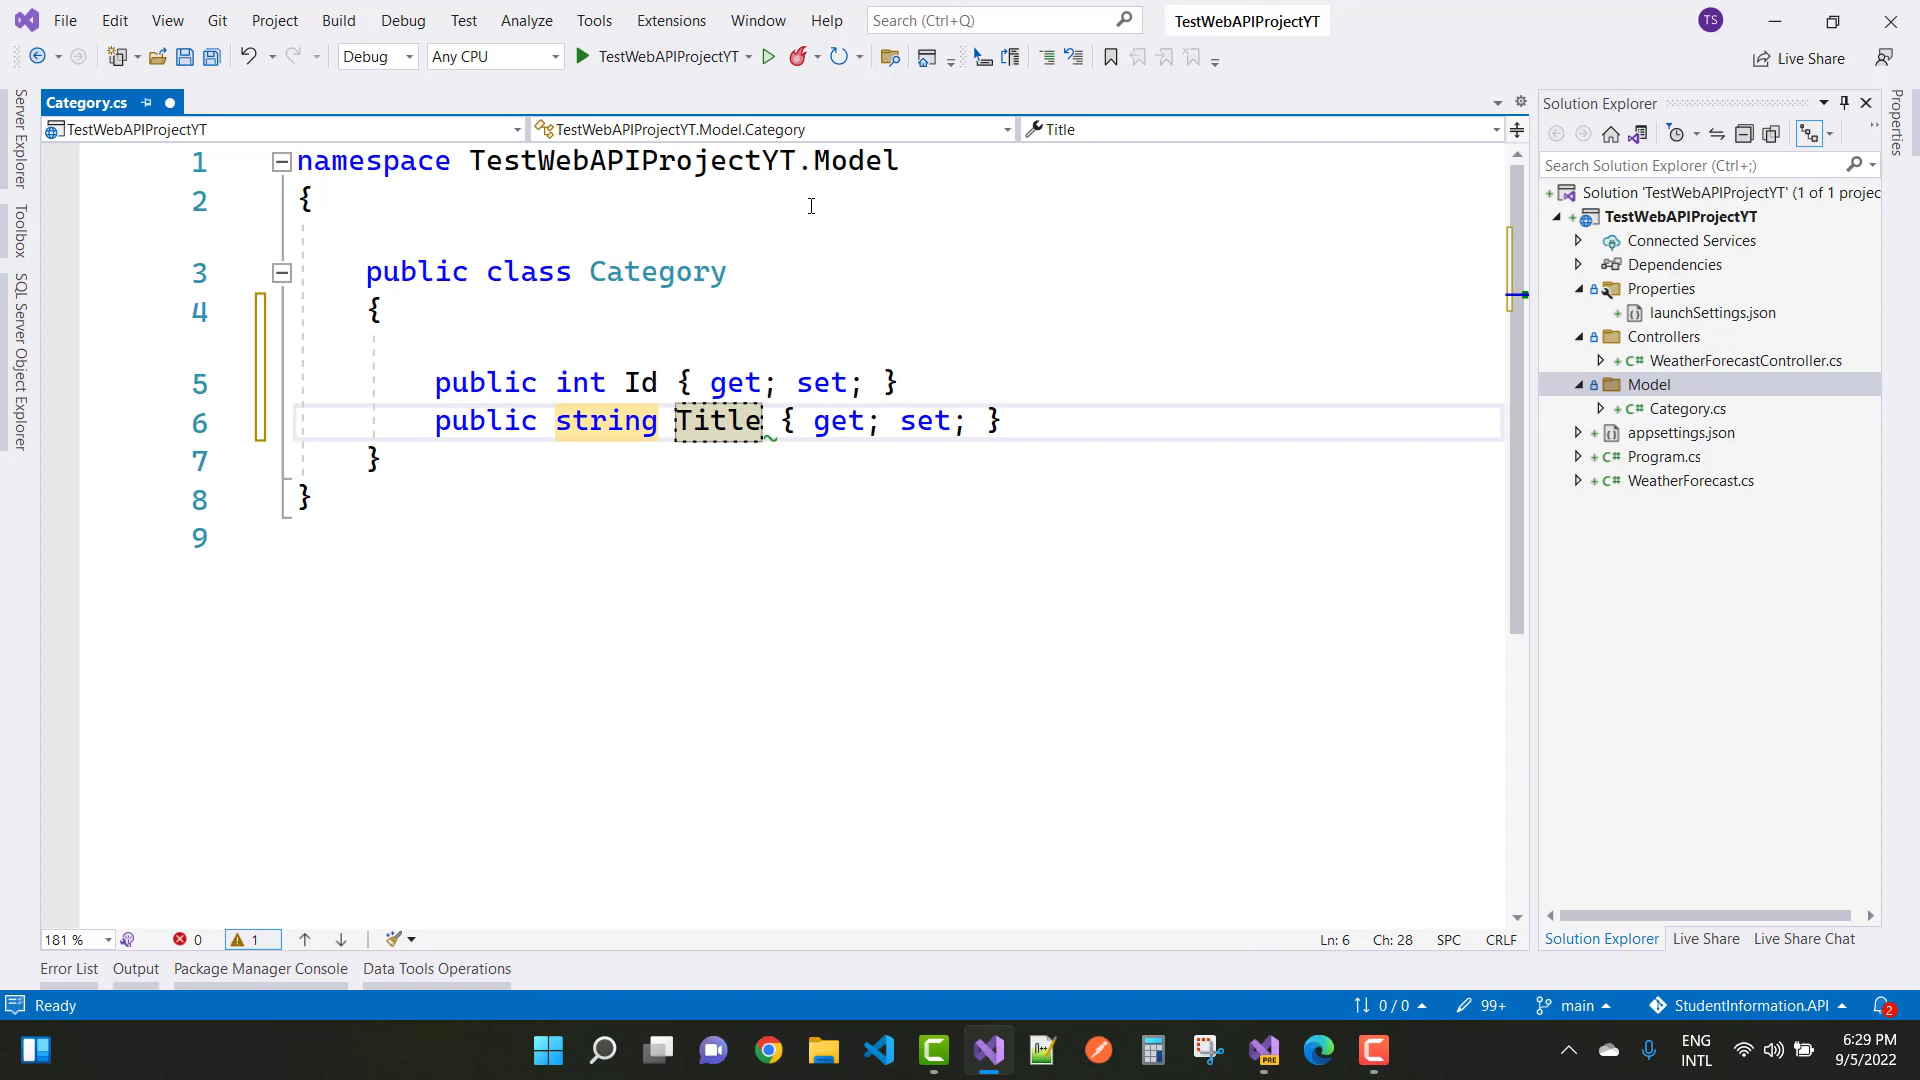 File Edit View Git Project Build Debug Test Analyze Tools Extensions Window Help Search (Ctrl+Q) TestWebAPIProjectYT TS
Debug Any CPU TestWebAPIProjectYT Live Share
Category.cs
TestWebAPIProjectYT TestWebAPIProjectYT.Model.Category Title
Server Explorer
Toolbox
SQL Server Object Explorer
1 namespace TestWebAPIProjectYT.Model
2 {
3 public class Category
4 {
5 public int Id { get; set; }
6 public string Title { get; set; }
7 }
8 }
9
181 % 0 1 Ln: 6 Ch: 28 SPC CRLF
Solution Explorer
Search Solution Explorer (Ctrl+;)
Solution 'TestWebAPIProjectYT' (1 of 1 projec
TestWebAPIProjectYT
Connected Services
Dependencies
Properties
launchSettings.json
Controllers
C# WeatherForecastController.cs
Model
C# Category.cs
appsettings.json
C# Program.cs
C# WeatherForecast.cs
Solution Explorer Live Share Live Share Chat
Properties
Error List Output Package Manager Console Data Tools Operations
Ready 0 / 0 99+ main StudentInformation.API 2
PRE
ENG
INTL
6:29 PM
9/5/2022